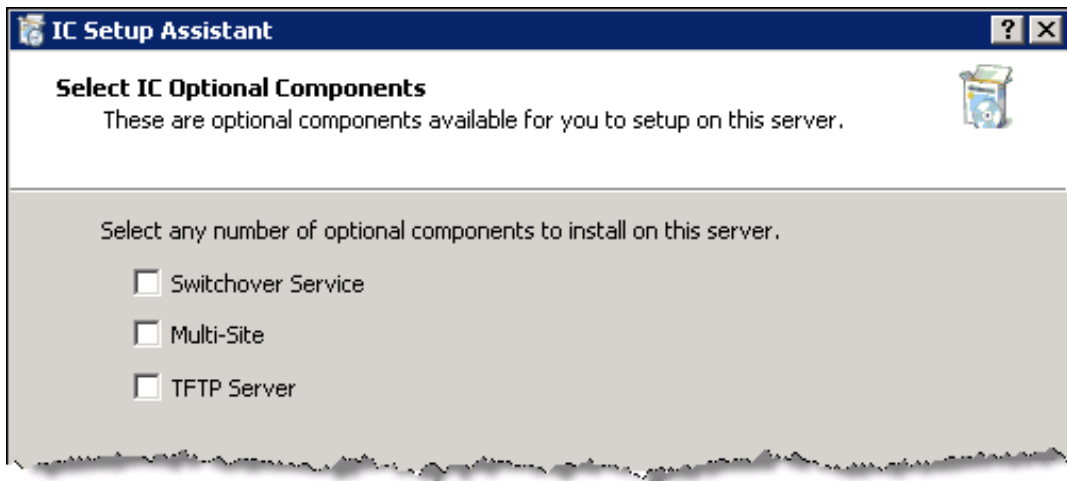 IC Setup Assistant
Select IC Optional Components
These are optional components available for you to setup on this server.
Select any number of optional components to install on this server.
Switchover Service
Multi-Site
TFTP Server